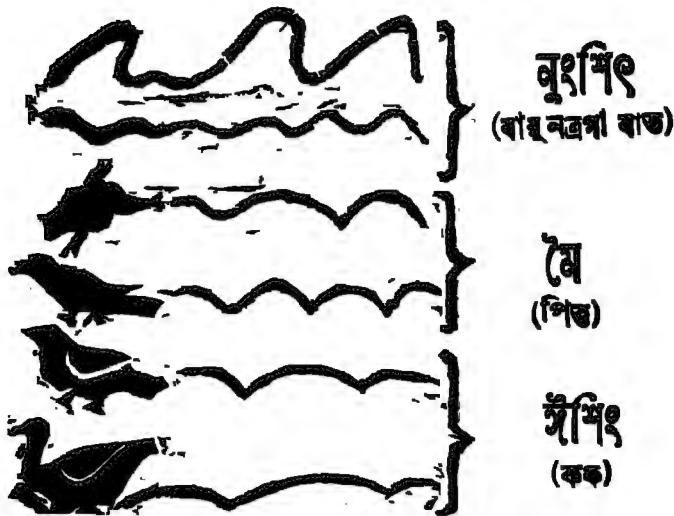 নুংশিৎ
(বায়ু নত্রগা বাত)
মৈ
(পিত্ত)
ঈশিং
(কফ)